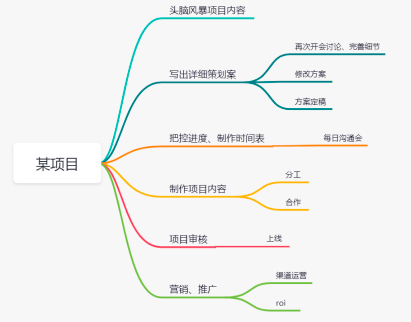 头脑风暴项目内容
再次开会讨论、完善细节
写出详细策划案
修改方案
方案定稿
把控进度、制作时间表
每日沟通会
某项目
分工
制作项目内容
合作
项目审核
上线
渠道运营
营销、推广
roi